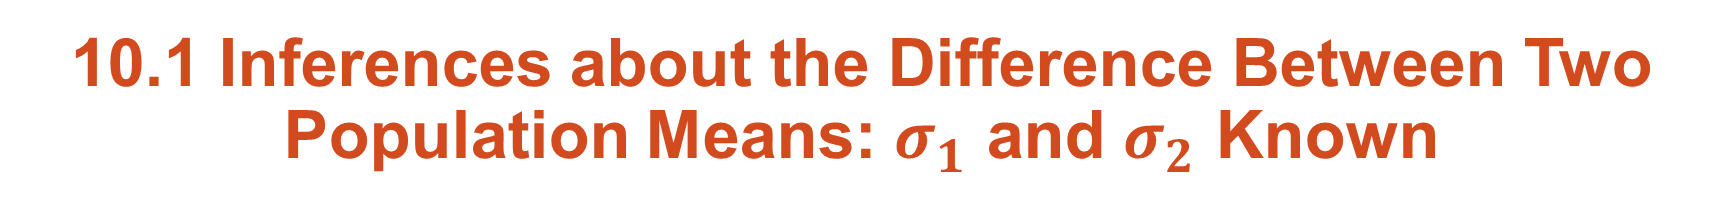 10.1 Inferences about the Difference Between Two
Population Means: σ₁ and σ₂ Known